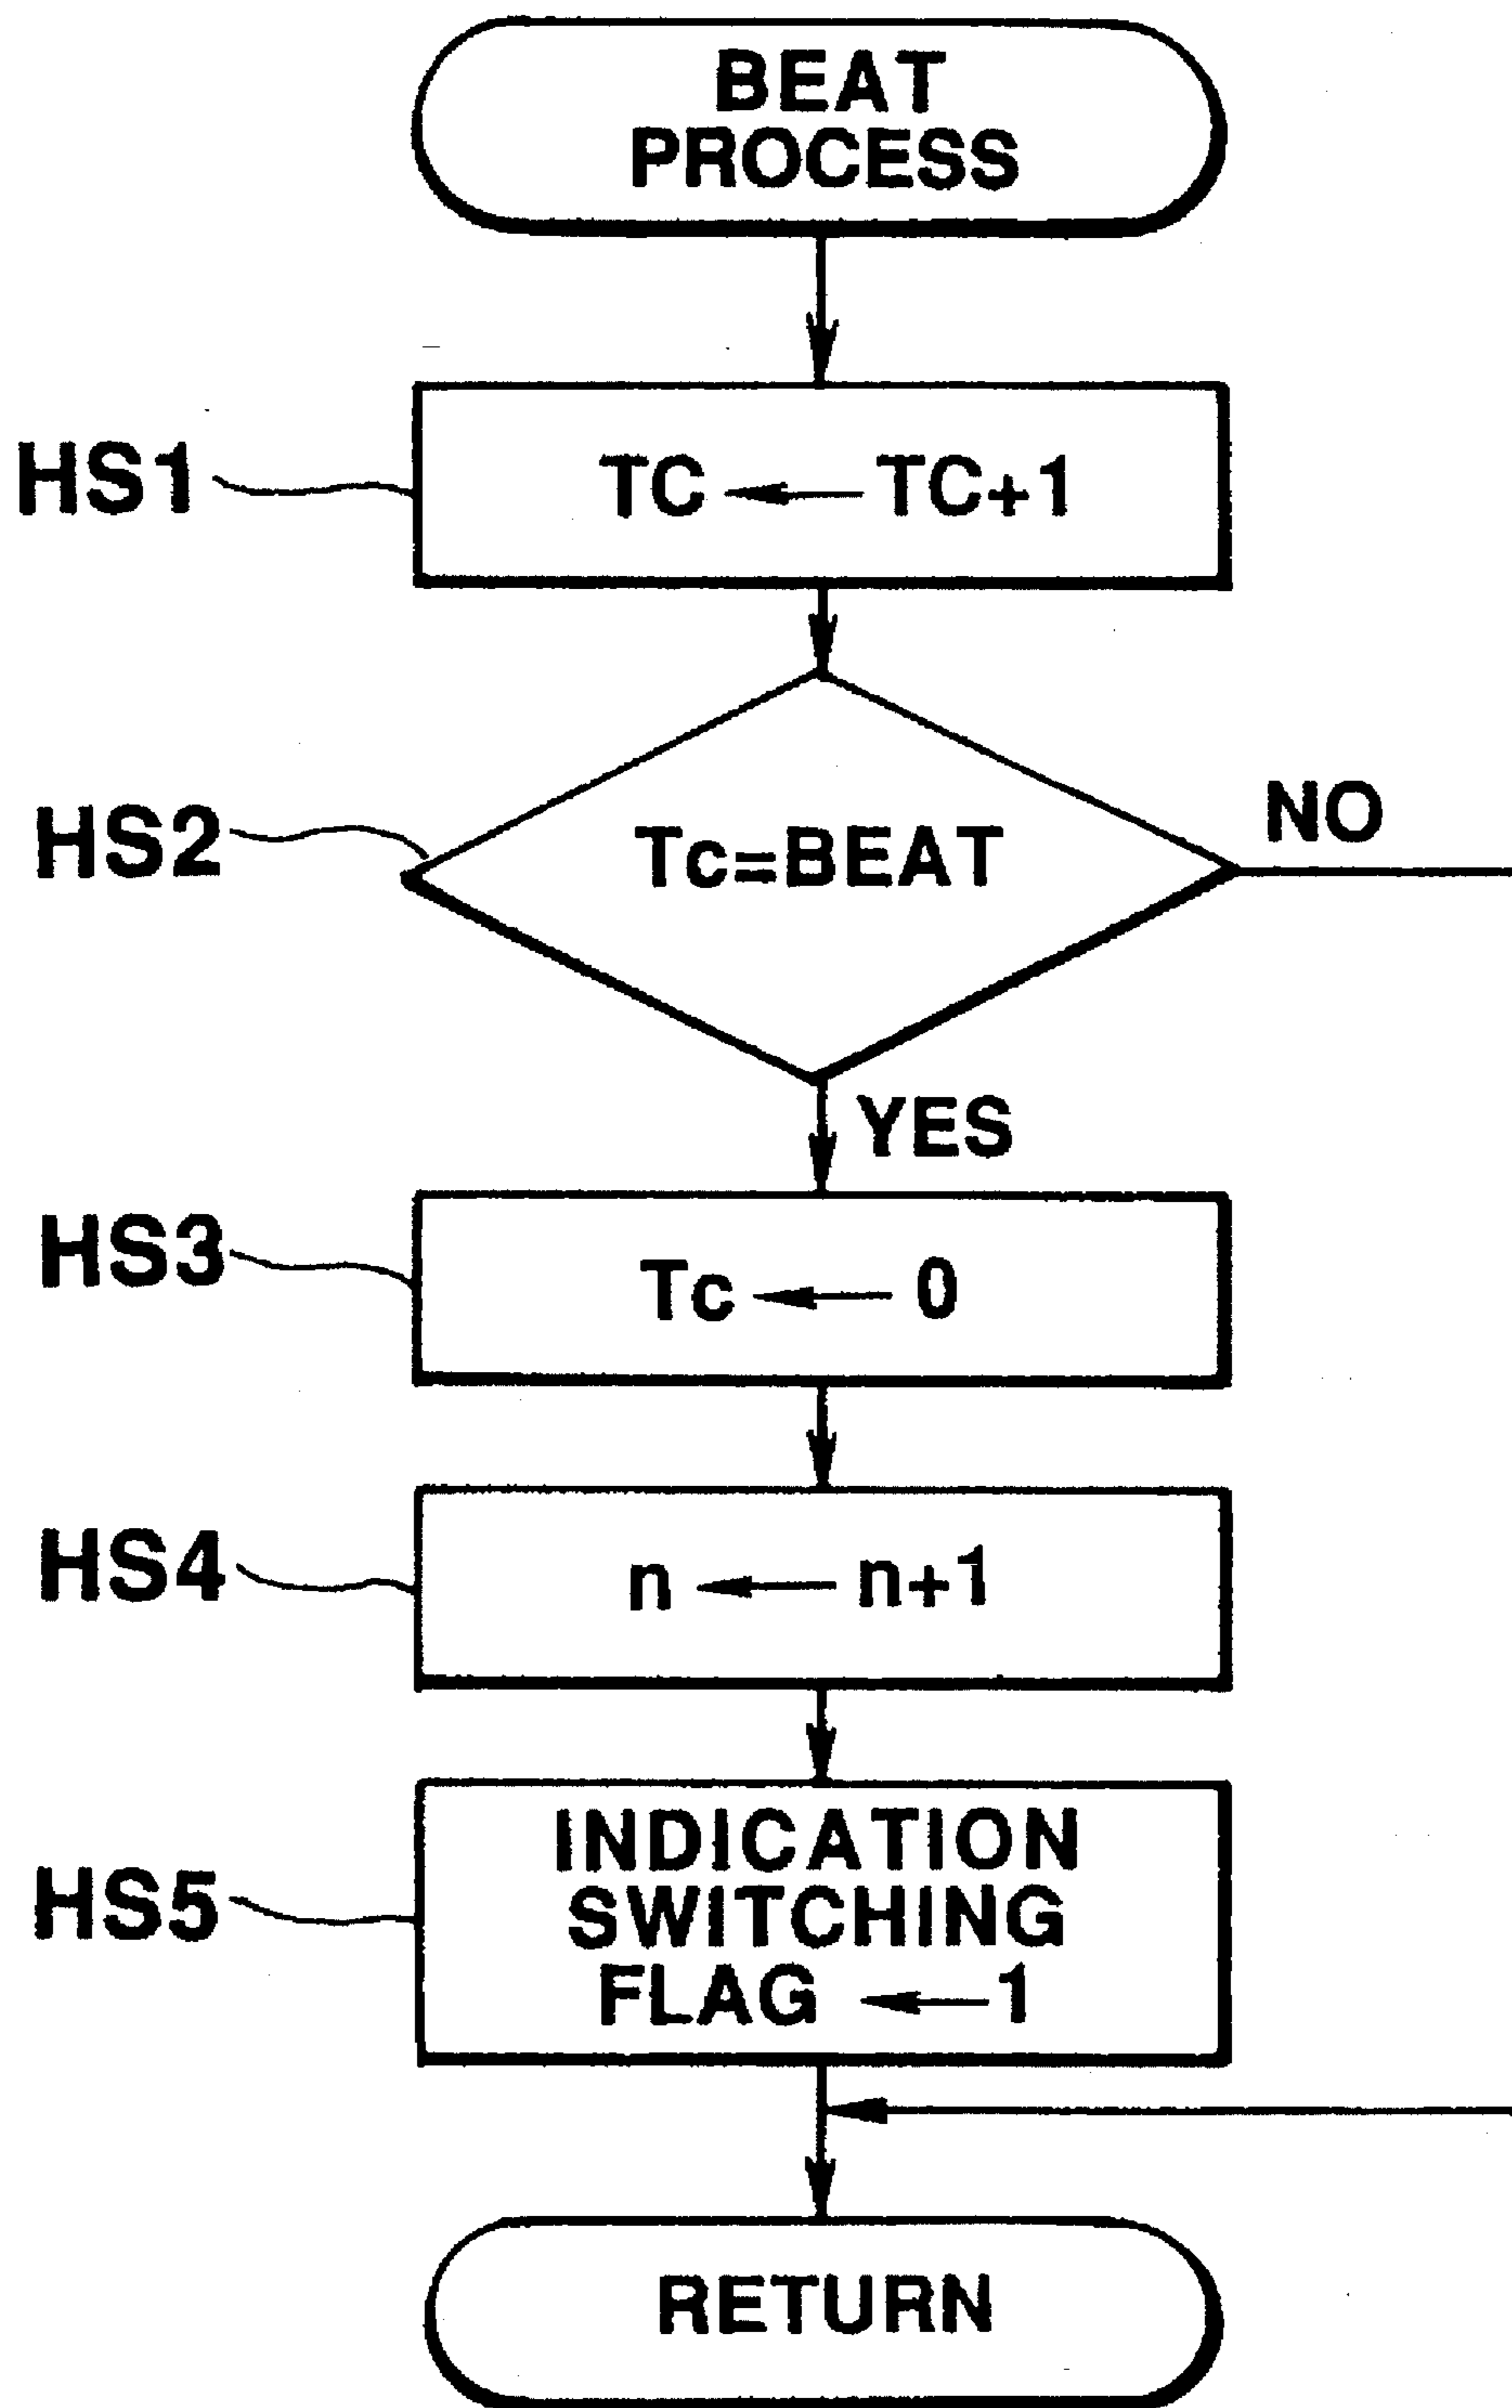 BEAT
PROCESS
HS1
TC ← TC+1
HS2
Tc=BEAT
NO
YES
HS3
Tc ← 0
HS4
n ← n+1
HS5
INDICATION
SWITCHING
FLAG ← 1
RETURN